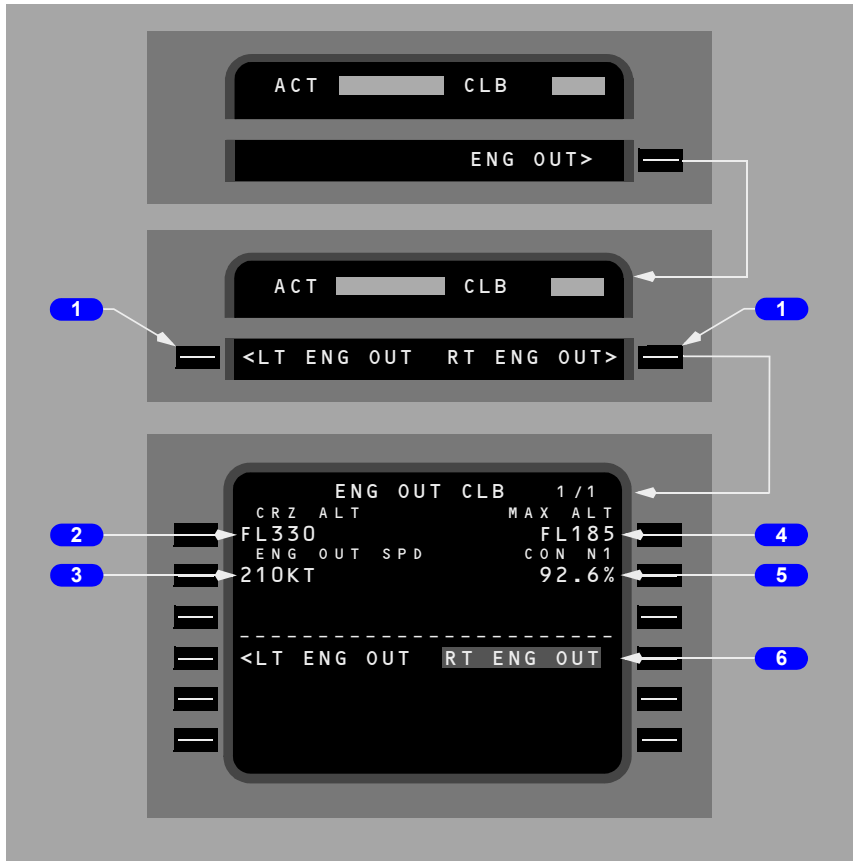 ACT CLB
ENG OUT>
ACT CLB
1 1
<LT ENG OUT RT ENG OUT>
ENG OUT CLB 1/1
CRZ ALT MAX ALT
2 FL330 FL185 4
ENG OUT SPD CON N1
3 210KT 92.6% 5
------------------------
<LT ENG OUT RT ENG OUT 6